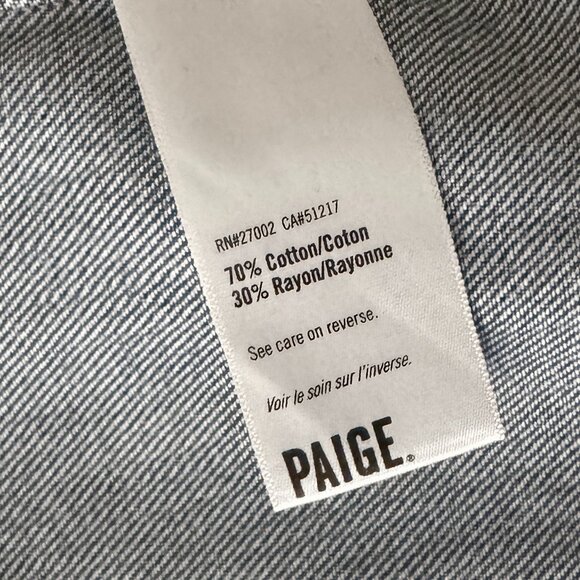 RN#27002 CA#51217
70% Cotton/Coton
30% Rayon/Rayonne
See care on reverse.
Voir le soin sur l'inverse.
PAIGE®